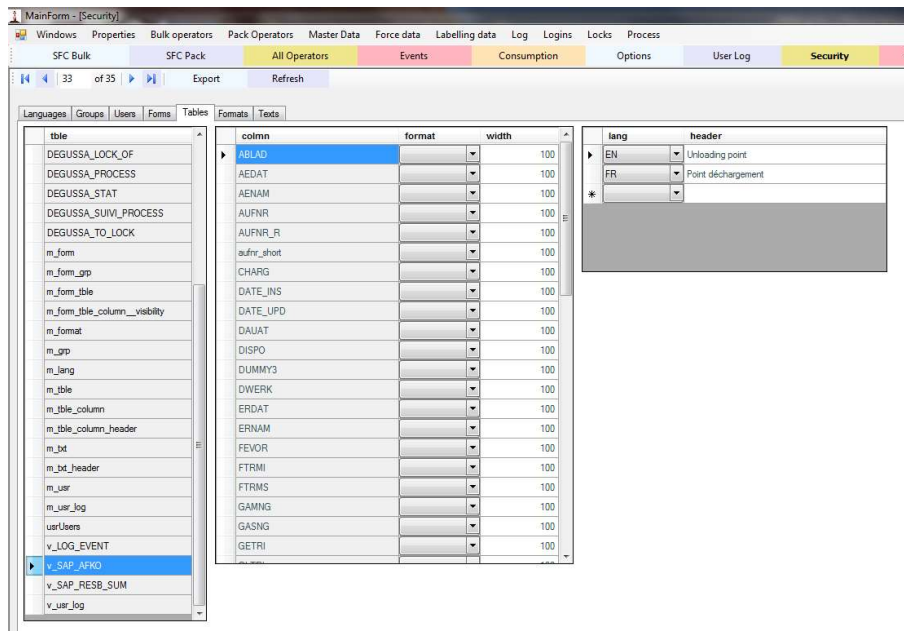 MainForm - [Security]
Windows Properties Bulk operators Pack Operators Master Data Force data Labelling data Log Logins Locks Process
SFC Bulk SFC Pack All Operators Events Consumption Options User Log Security
33 of 35 Export Refresh
Languages Groups Users Forms Tables Formats Texts
tble
DEGUSSA_LOCK_OF
DEGUSSA_PROCESS
DEGUSSA_STAT
DEGUSSA_SUIVI_PROCESS
DEGUSSA_TO_LOCK
m_form
m_form_grp
m_form_tble
m_form_tble_column__visibility
m_format
m_grp
m_lang
m_tble
m_tble_column
m_tble_column_header
m_txt
m_txt_header
m_usr
m_usr_log
usrUsers
v_LOG_EVENT
v_SAP_AFKO
v_SAP_RESB_SUM
v_usr_log
colmn format width
ABLAD 100
AEDAT 100
AENAM 100
AUFNR 100
AUFNR_R 100
aufnr_short 100
CHARG 100
DATE_INS 100
DATE_UPD 100
DAUAT 100
DISPO 100
DUMMY3 100
DWERK 100
ERDAT 100
ERNAM 100
FEVOR 100
FTRMI 100
FTRMS 100
GAMNG 100
GASNG 100
GETRI 100
lang header
EN Unloading point
FR Point déchargement